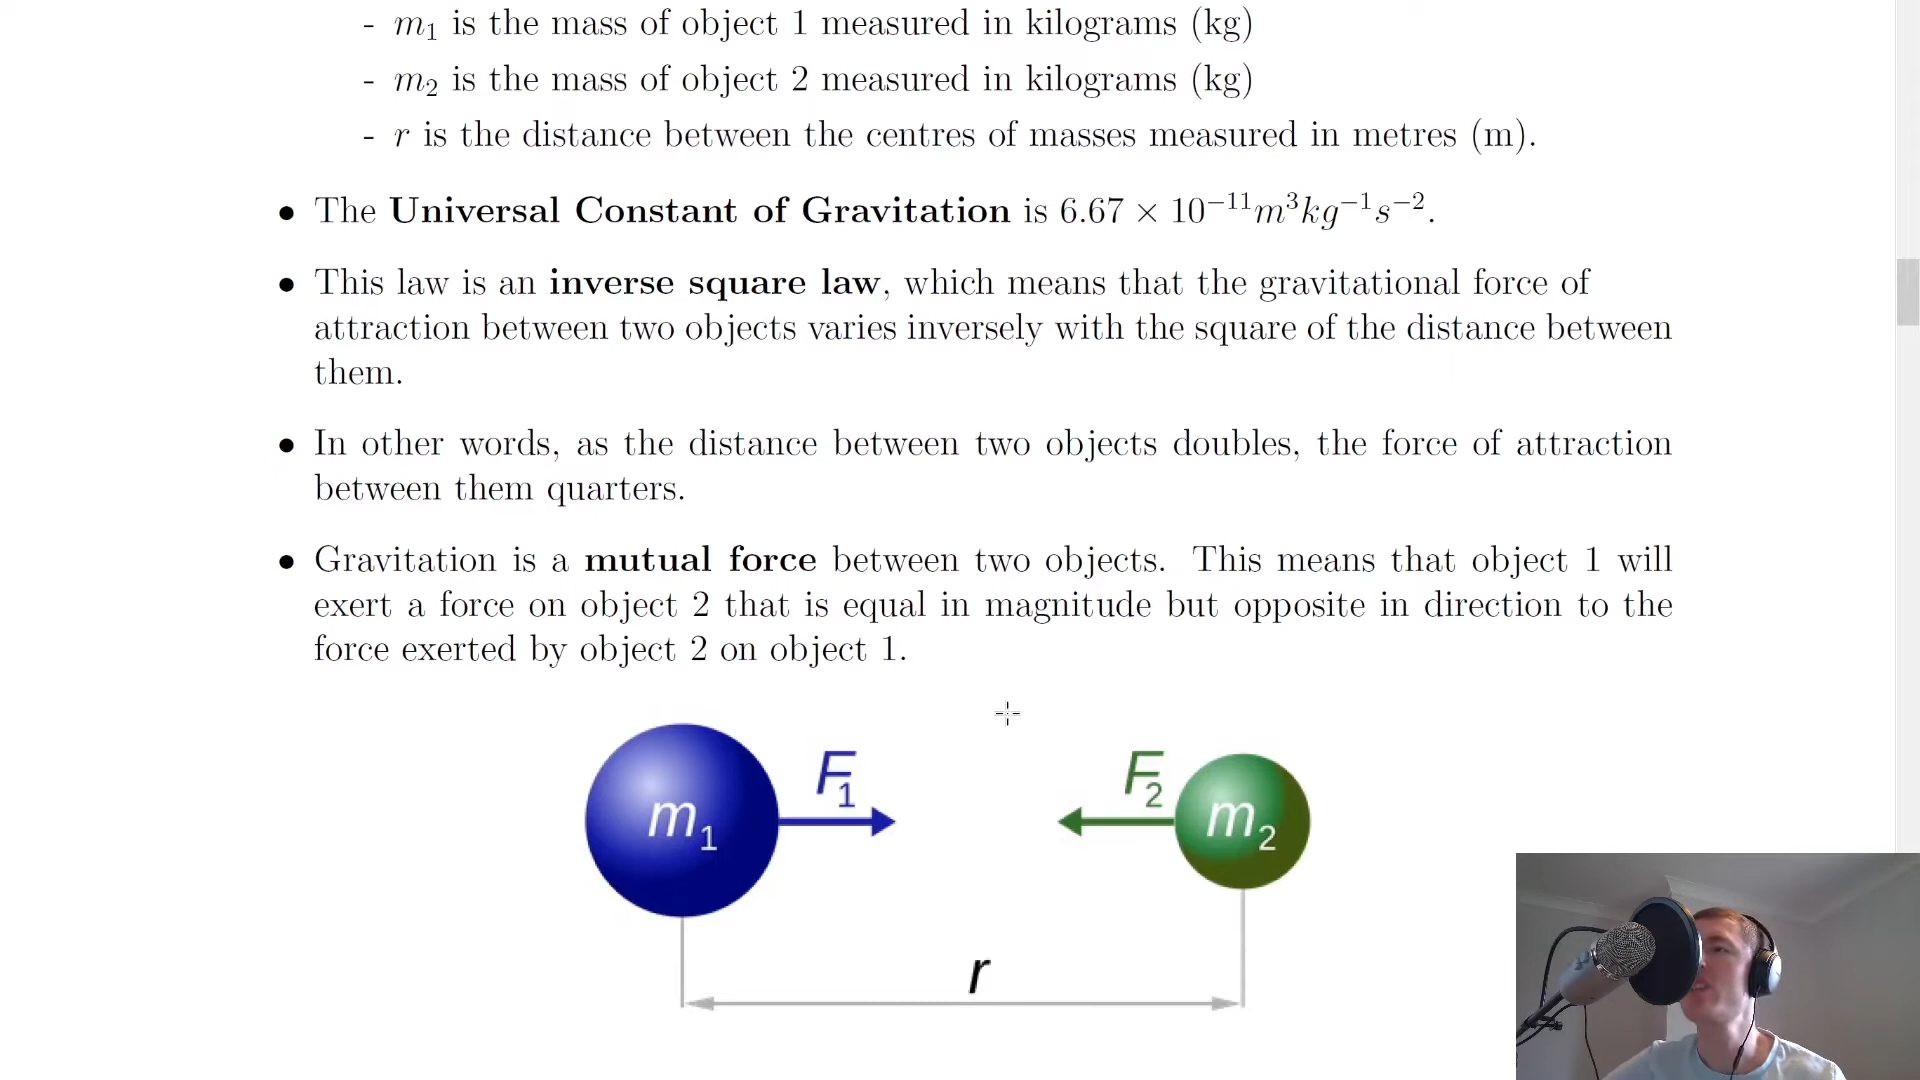 - m₁ is the mass of object 1 measured in kilograms (kg)
- m₂ is the mass of object 2 measured in kilograms (kg)
- r is the distance between the centres of masses measured in metres (m).
• The Universal Constant of Gravitation is 6.67 × 10⁻¹¹m³kg⁻¹s⁻².
• This law is an inverse square law, which means that the gravitational force of
attraction between two objects varies inversely with the square of the distance between
them.
• In other words, as the distance between two objects doubles, the force of attraction
between them quarters.
• Gravitation is a mutual force between two objects. This means that object 1 will
exert a force on object 2 that is equal in magnitude but opposite in direction to the
force exerted by object 2 on object 1.
F₁ F₂
m₁ m₂
r